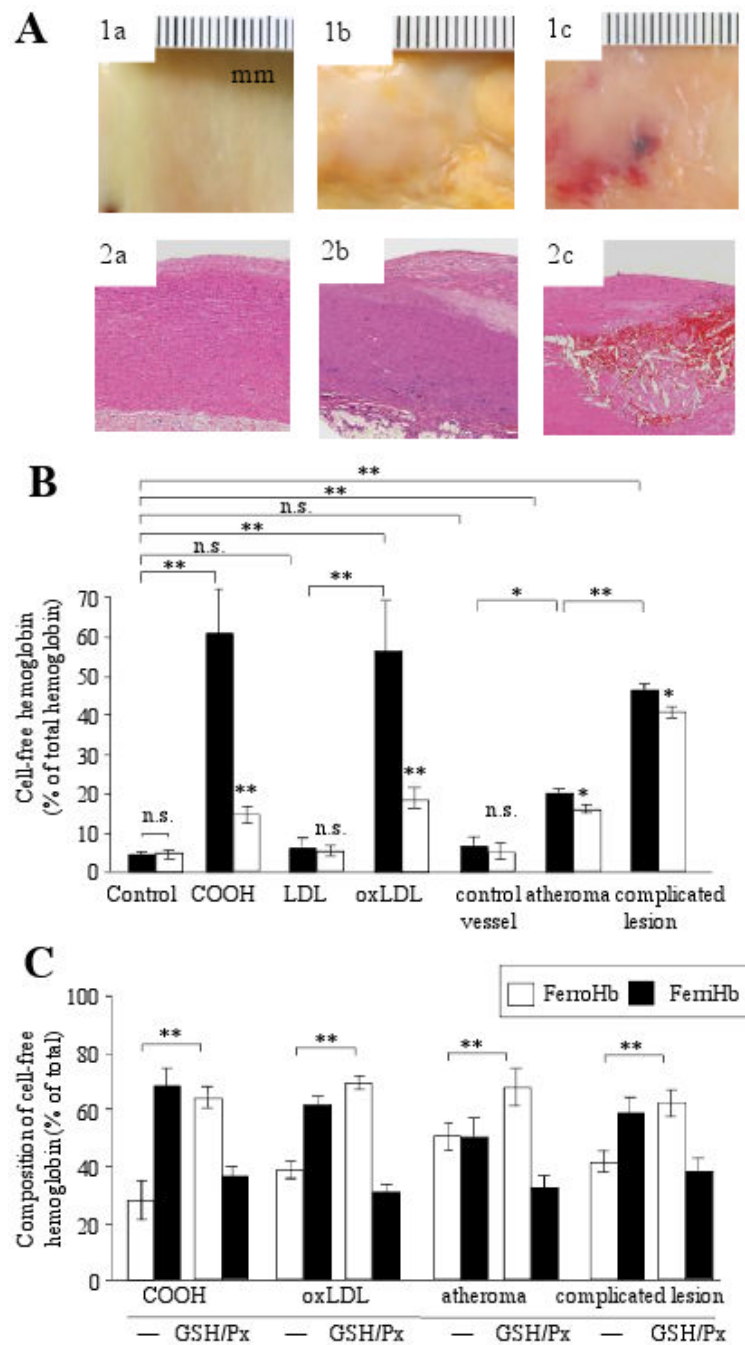 A
1a
1b
1c
mm
2a
2b
2c
B
**
**
n.s.
**
n.s.
**
**
*
**
Cell-free hemoglobin
(% of total hemoglobin)
70
60
50
40
30
20
10
0
n.s.
**
n.s.
**
n.s.
*
*
Control
COOH
LDL
oxLDL
control
vessel
atheroma
complicated
lesion
C
FerroHb
FerriHb
Composition of cell-free
hemoglobin (% of total)
100
80
60
40
20
0
**
**
**
**
COOH
oxLDL
atheroma
complicated lesion
— GSH/Px — GSH/Px — GSH/Px — GSH/Px